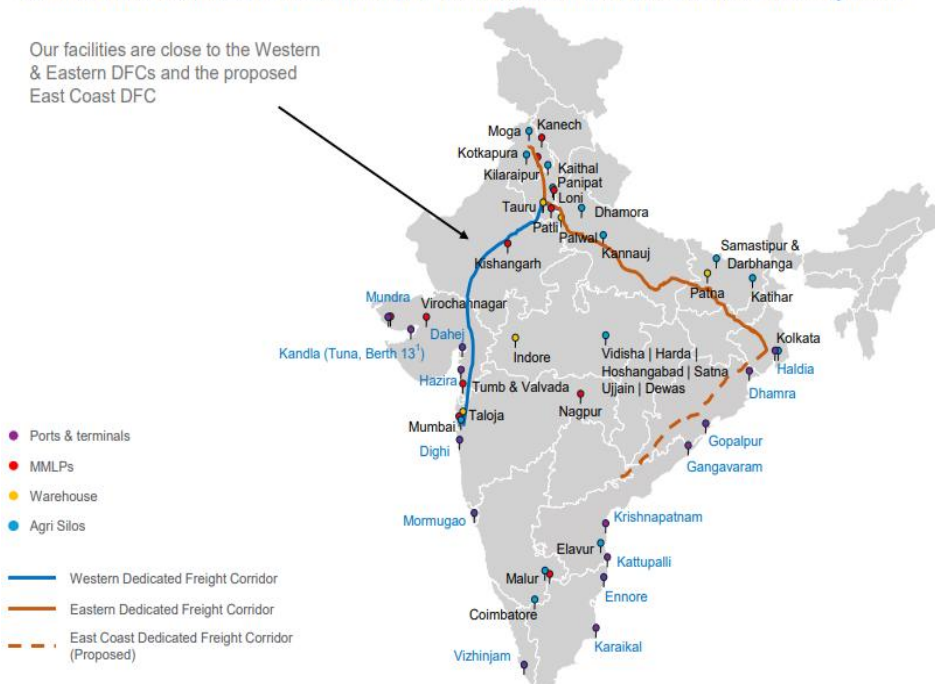 Our facilities are close to the Western
& Eastern DFCs and the proposed
East Coast DFC
Moga
Kanech
Kotkapura
Kilaraipur
Kaithal
Panipat
Loni
Tauru
Dhamora
Patli
Palwal
Kannauj
Kishangarh
Samastipur &
Darbhanga
Patna
Katihar
Mundra
Virochannagar
Dahej
Kandla (Tuna, Berth 13¹)
Indore
Vidisha | Harda |
Hoshangabad | Satna
Ujjain | Dewas
Kolkata
Haldia
Hazira
Tumb & Valvada
Dhamra
Nagpur
Mumbai
Taloja
Dighi
Gopalpur
Gangavaram
Ports & terminals
MMLPs
Warehouse
Agri Silos
Mormugao
Krishnapatnam
Elavur
Kattupalli
Malur
Ennore
Coimbatore
Karaikal
Vizhinjam
Western Dedicated Freight Corridor
Eastern Dedicated Freight Corridor
East Coast Dedicated Freight Corridor
(Proposed)